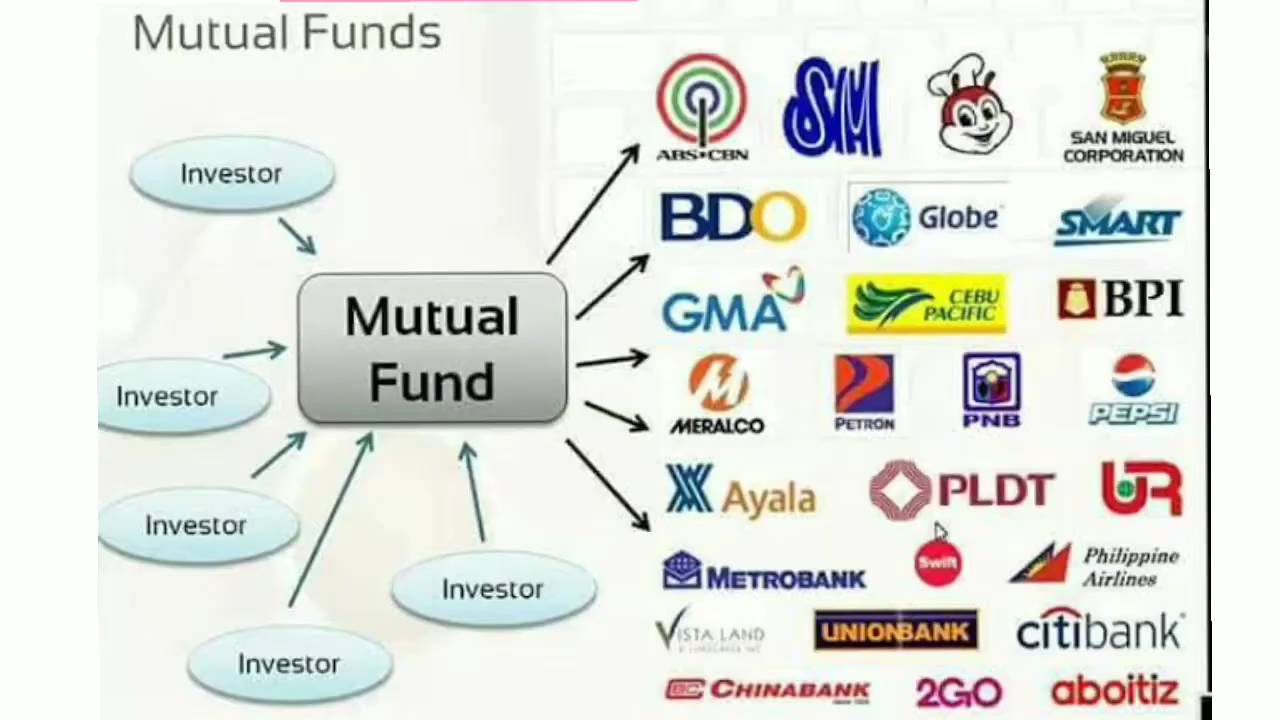 Mutual Funds
Investor
Investor
Investor
Investor
Investor
Mutual
Fund
ABS•CBN
SM
SAN MIGUEL
CORPORATION
BDO
Globe
SMART
GMA
CEBU
PACIFIC
BPI
MERALCO
PETRON
PNB
PEPSI
Ayala
PLDT
UR
METROBANK
Swift
Philippine
Airlines
VISTA LAND
UNIONBANK
citibank
CHINABANK
2GO
aboitiz